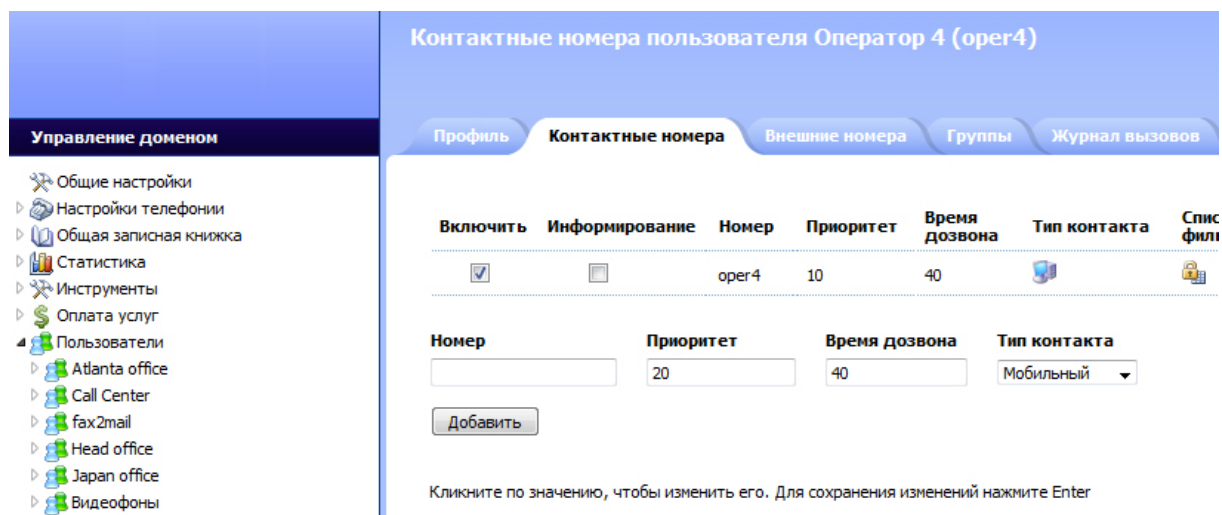 Контактные номера пользователя Оператор 4 (oper4)
Управление доменом
Общие настройки
Настройки телефонии
Общая записная книжка
Статистика
Инструменты
Оплата услуг
Пользователи
Atlanta office
Call Center
fax2mail
Head office
Japan office
Видеофоны
Профиль Контактные номера Внешние номера Группы Журнал вызовов
Включить Информирование Номер Приоритет Время дозвона Тип контакта
oper4 10 40
Номер Приоритет Время дозвона Тип контакта
20 40 Мобильный
Добавить
Кликните по значению, чтобы изменить его. Для сохранения изменений нажмите Enter